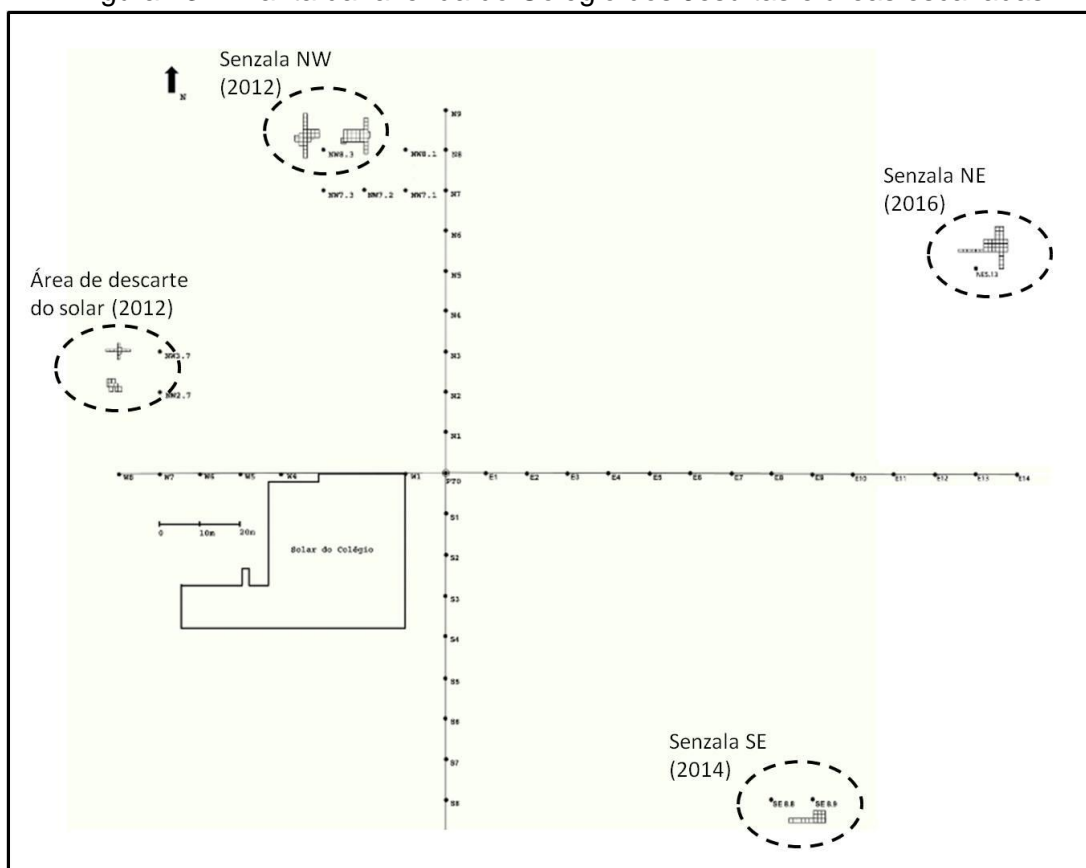 Senzala NW
(2012)
N
N9
NW8.3
NW8.1
N8
NW7.3
NW7.2
NW7.1
N7
Senzala NE
(2016)
N6
N5
NE5.13
Área de descarte
do solar (2012)
N4
NW3.7
N3
NW2.7
N2
N1
W8
W7
W6
W5
W4
W1
PT0
E1
E2
E3
E4
E5
E6
E7
E8
E9
E10
E11
E12
E13
E14
S1
0
10m
20m
Solar do Colégio
S2
S3
S4
S5
S6
Senzala SE
(2014)
S7
S8
SE 8.8
SE 8.9